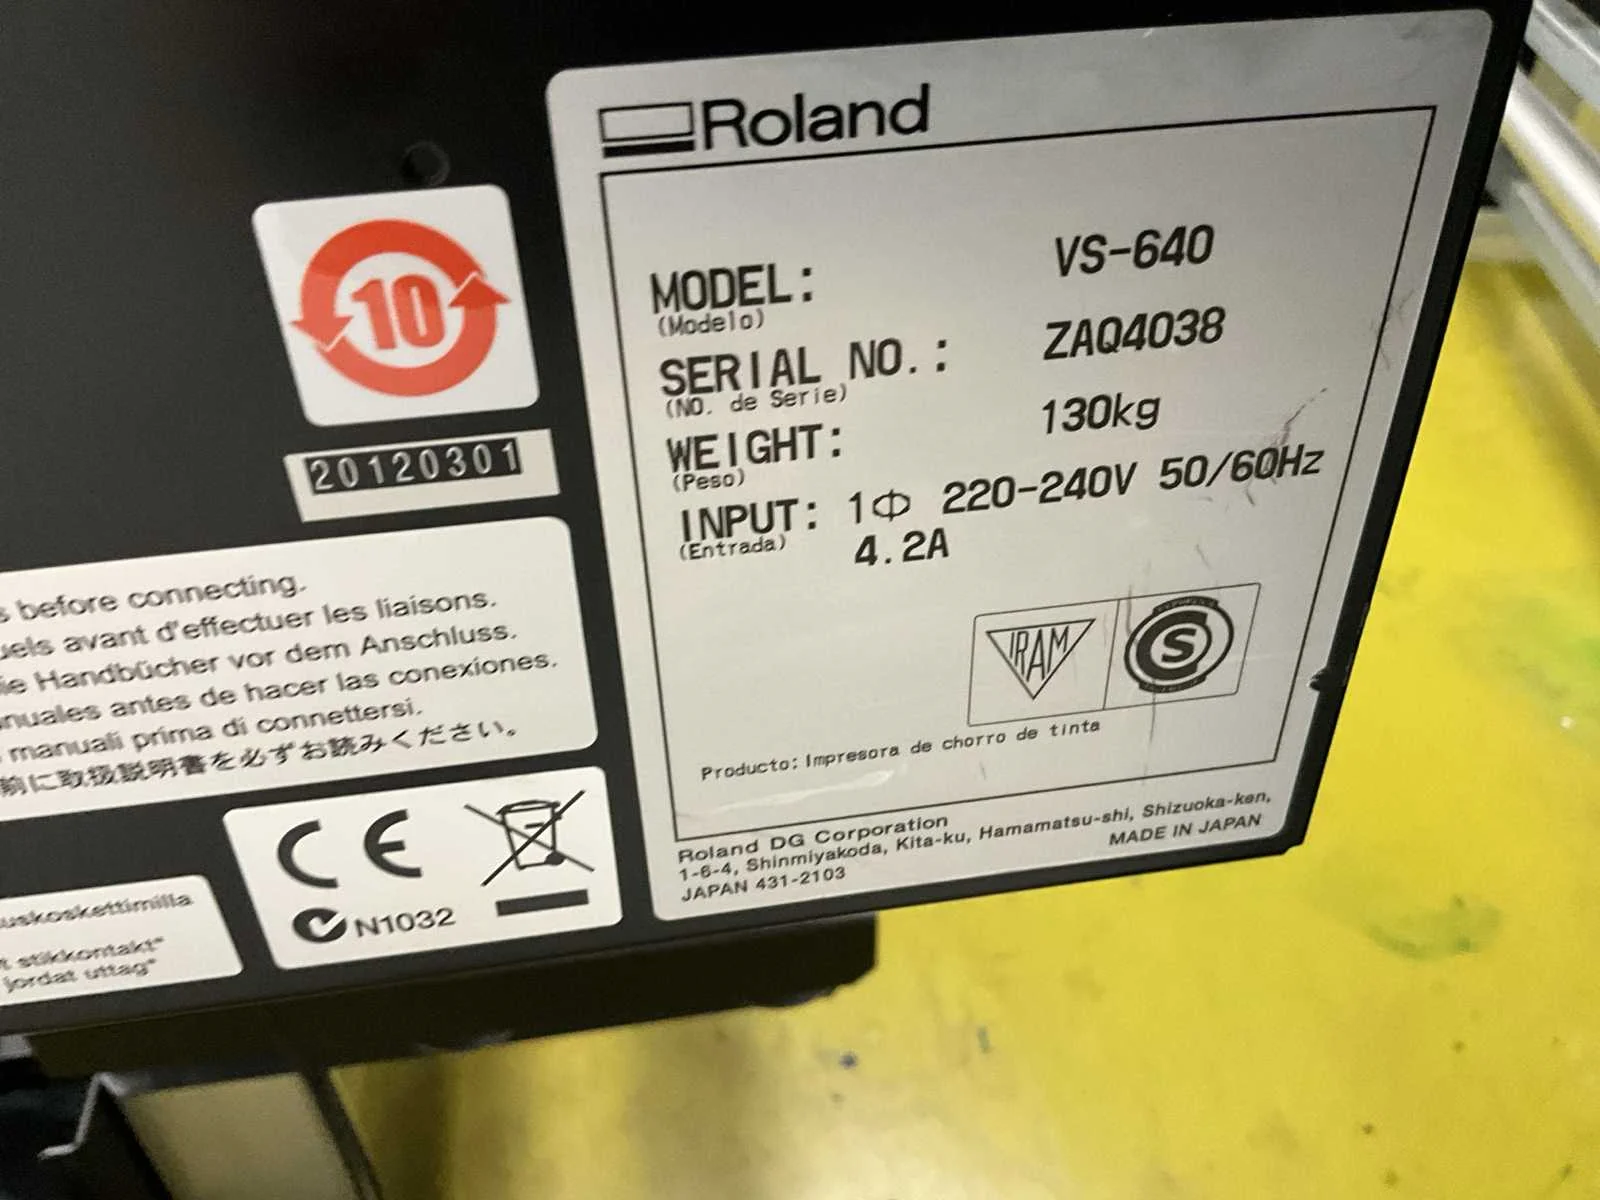 Roland
MODEL: VS-640
(Modelo)
SERIAL NO.: ZAQ4038
(NO. de Serie)
WEIGHT: 130kg
(Peso)
INPUT: 1Φ 220-240V 50/60Hz
(Entrada) 4.2A
IRAM S
Producto: Impresora de chorro de tinta
Roland DG Corporation
1-6-4, Shinmiyakoda, Kita-ku, Hamamatsu-shi, Shizuoka-ken,
JAPAN 431-2103 MADE IN JAPAN
10
20120301
before connecting.
avant d'effectuer les liaisons.
Handbücher vor dem Anschluss.
antes de hacer las conexiones.
manuali prima di connettersi.
前に取扱説明書を必ずお読みください。
CE
N1032
stikkontakt"
jordat uttag"